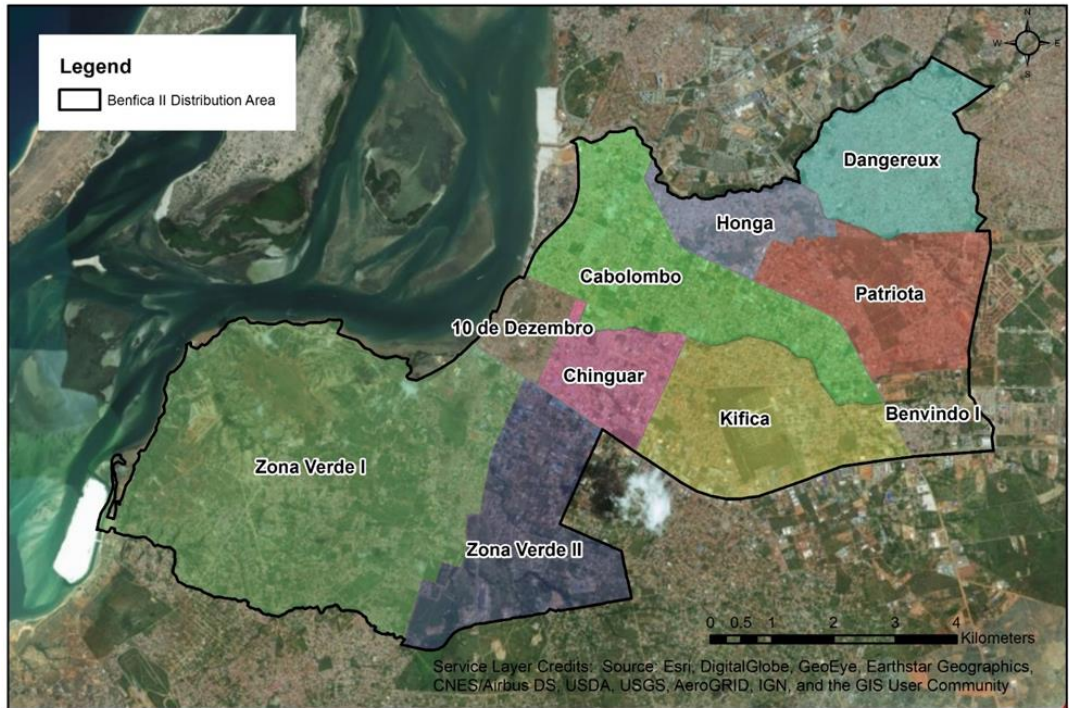 Legend
Benfica II Distribution Area
N
W
E
S
Dangereux
Honga
Cabolombo
Patriota
10 de Dezembro
Chinguar
Benvindo I
Kifica
Zona Verde I
Zona Verde II
0 0.5 1 2 3 4
Kilometers
Service Layer Credits: Source: Esri, DigitalGlobe, GeoEye, Earthstar Geographics,
CNES/Airbus DS, USDA, USGS, AeroGRID, IGN, and the GIS User Community